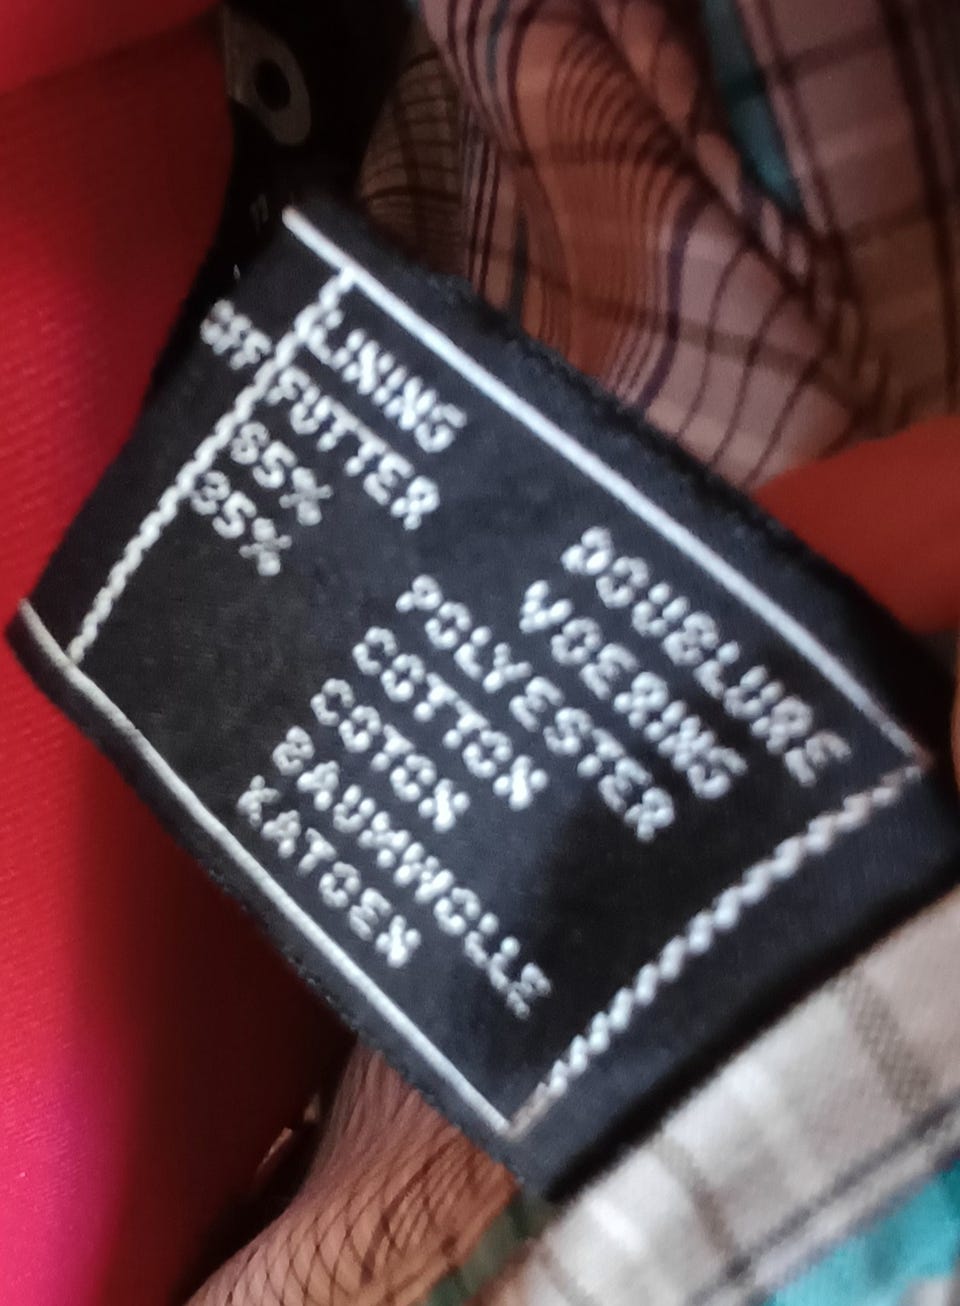 LINING DOUBLURE
FUTTER VOERING
65% POLYESTER
35% COTTON
COTON
BAUMWOLLE
KATOEN